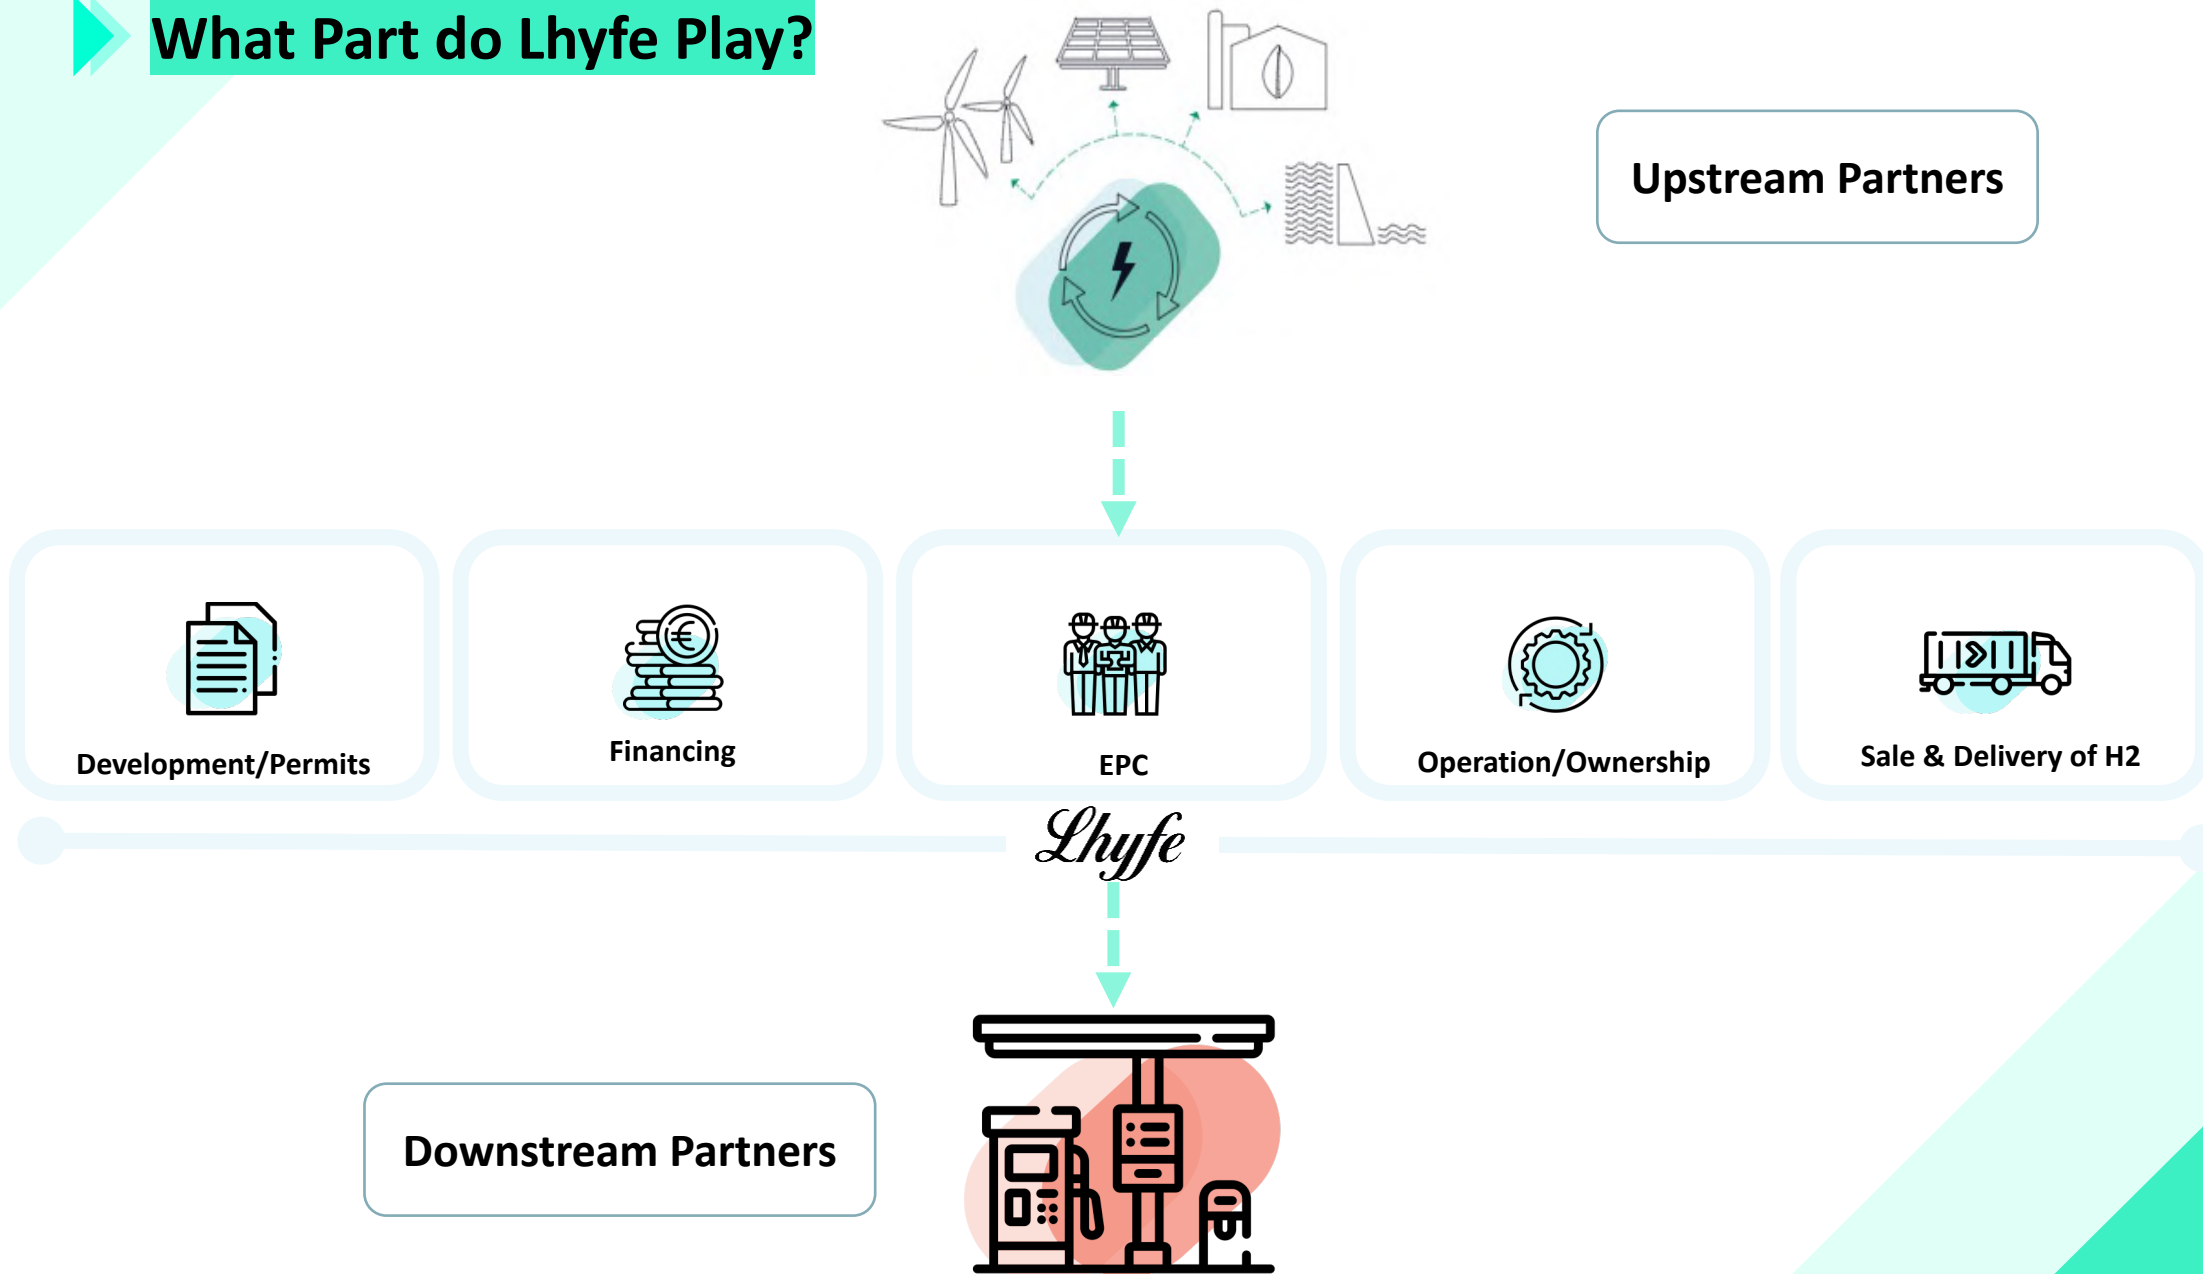 What Part do Lhyfe Play?
Upstream Partners
Development/Permits
Financing
EPC
Operation/Ownership
Sale & Delivery of H2
Lhyfe
Downstream Partners